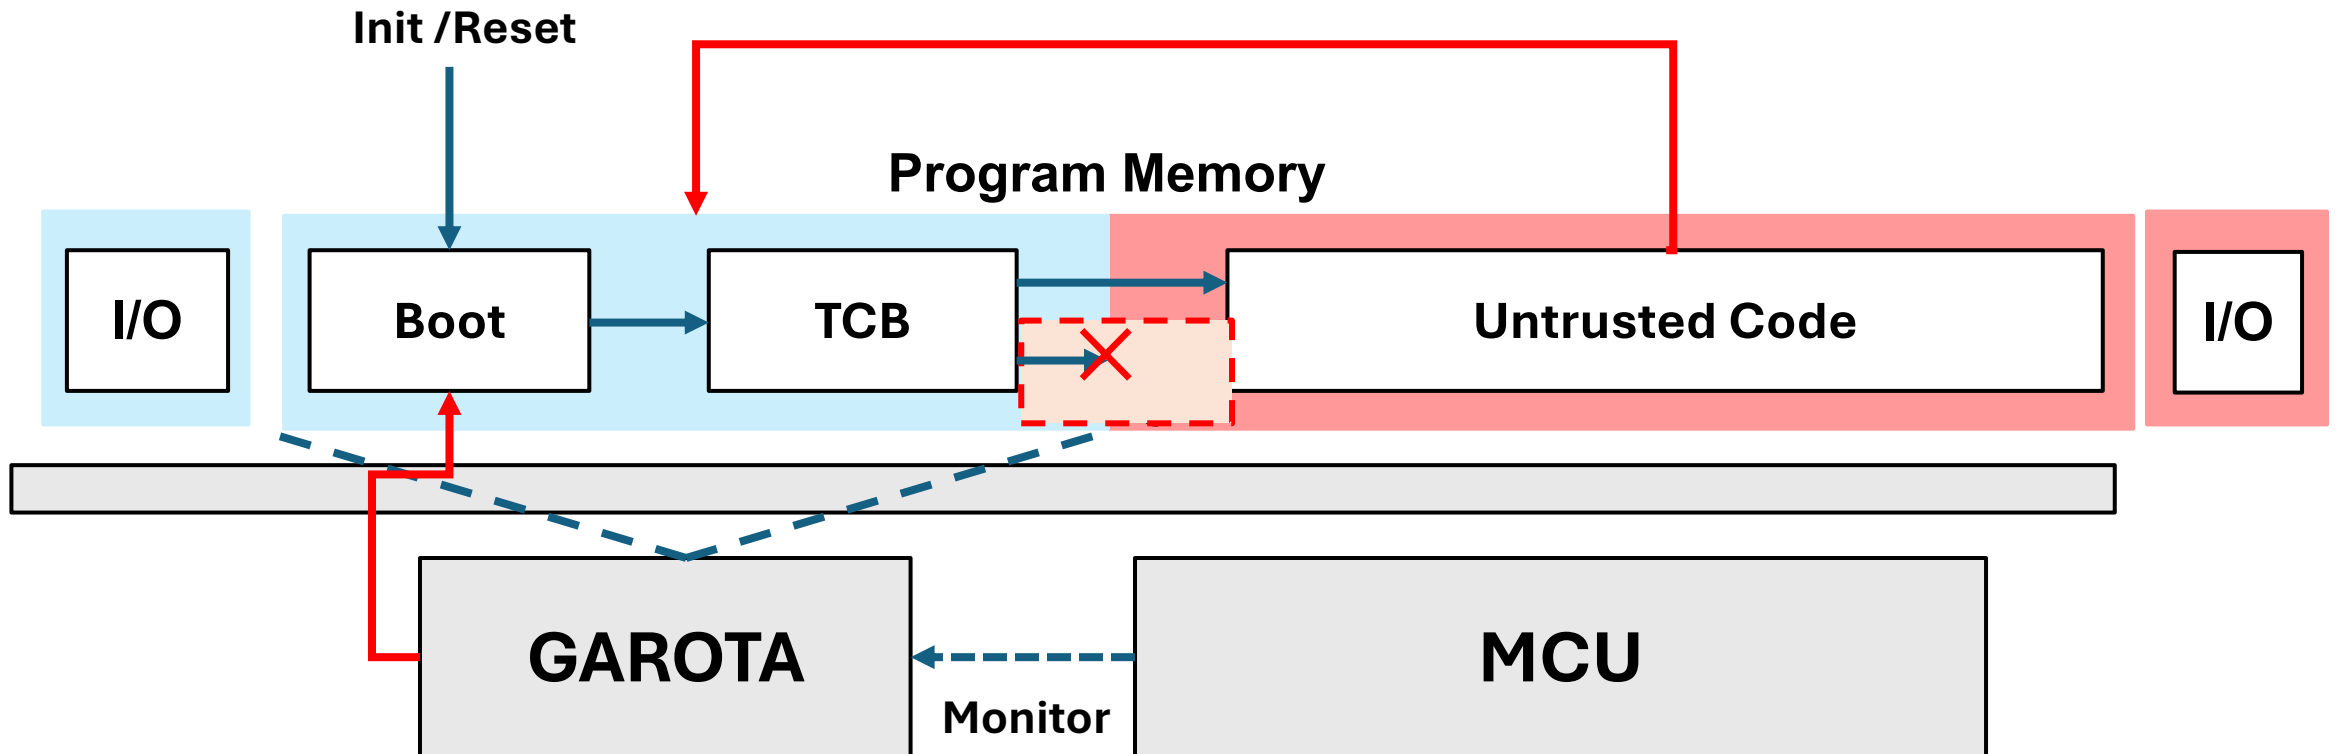 Init /Reset
Program Memory
I/O
Boot
TCB
Untrusted Code
I/O
GAROTA
MCU
Monitor